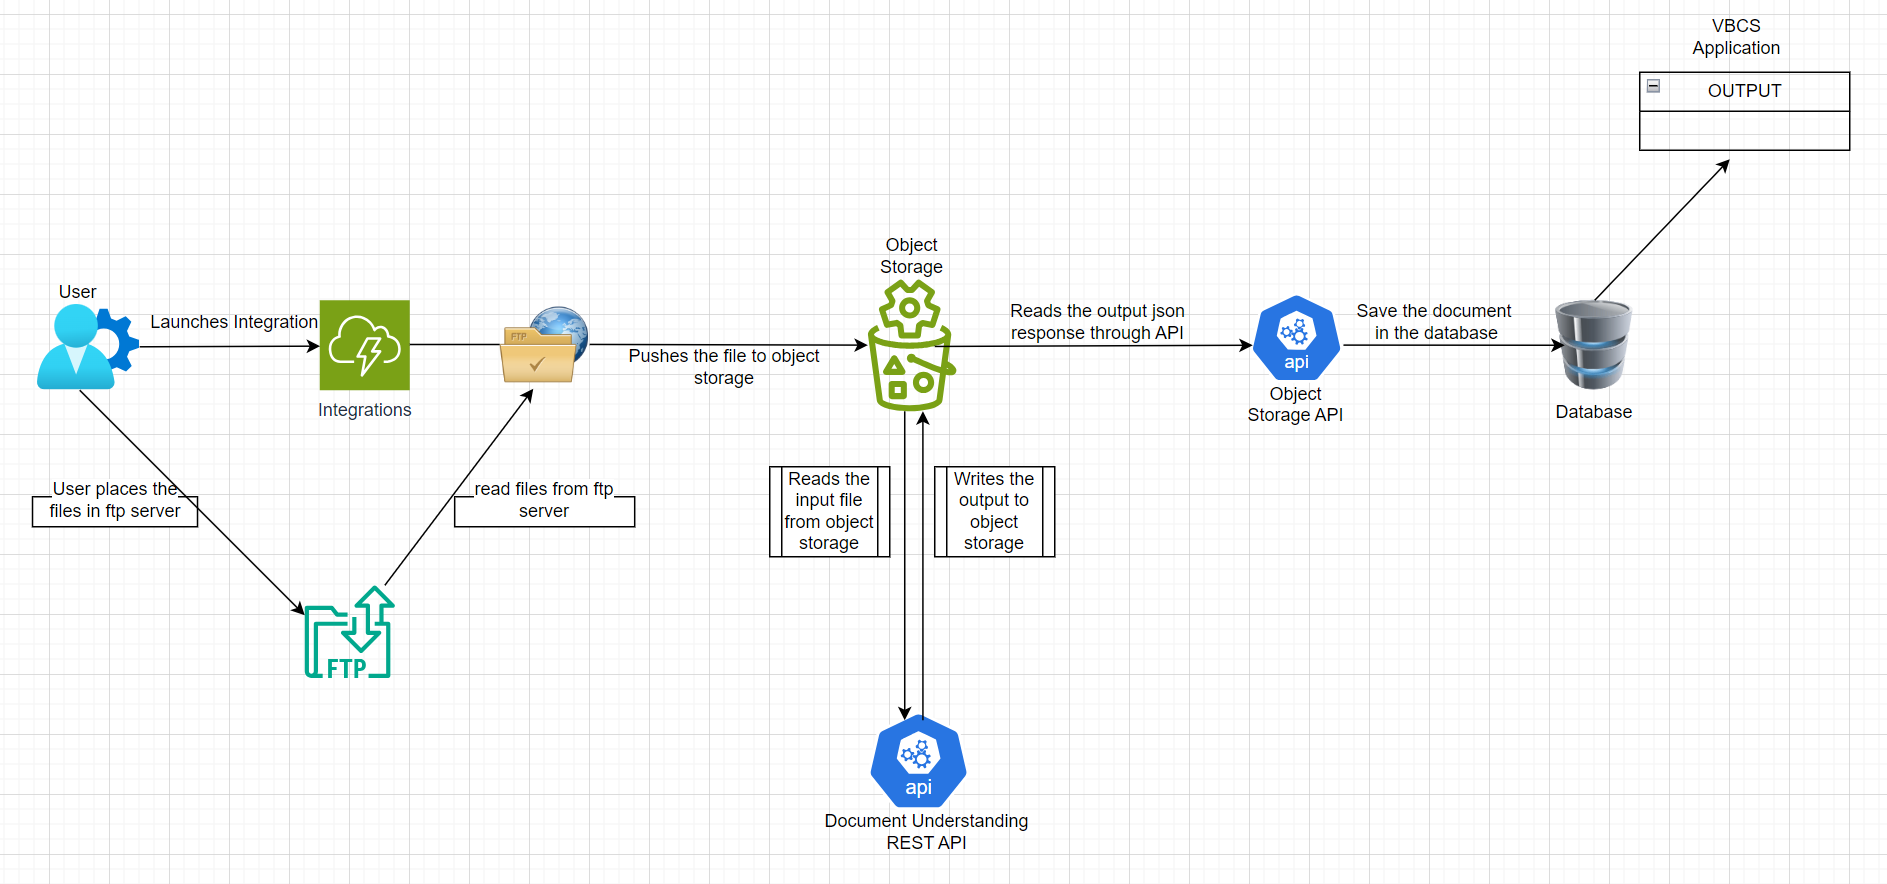 VBCS
Application
OUTPUT
Object
Storage
User
Launches Integration
Reads the output json
response through API
Save the document
in the database
FTP
Pushes the file to object
storage
api
Object
Storage API
Integrations
Database
User places the
files in ftp server
read files from ftp
server
Reads the
input file
from object
storage
Writes the
output to
object
storage
FTP
api
Document Understanding
REST API